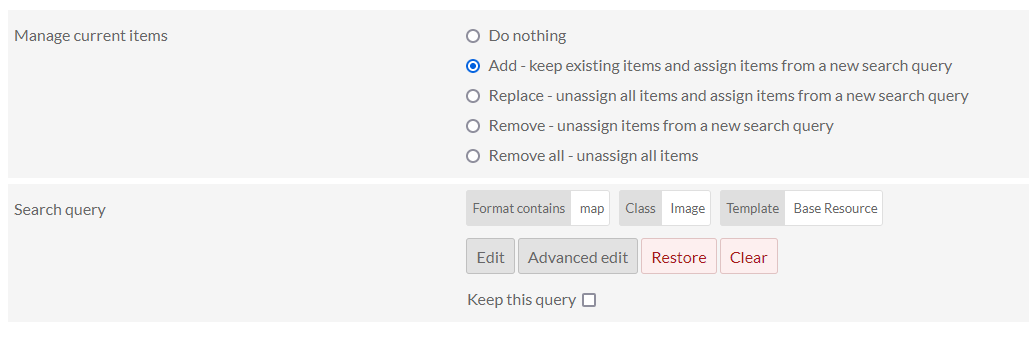 Manage current items
Do nothing
Add - keep existing items and assign items from a new search query
Replace - unassign all items and assign items from a new search query
Remove - unassign items from a new search query
Remove all - unassign all items
Search query
Format contains map Class Image Template Base Resource
Edit Advanced edit Restore Clear
Keep this query